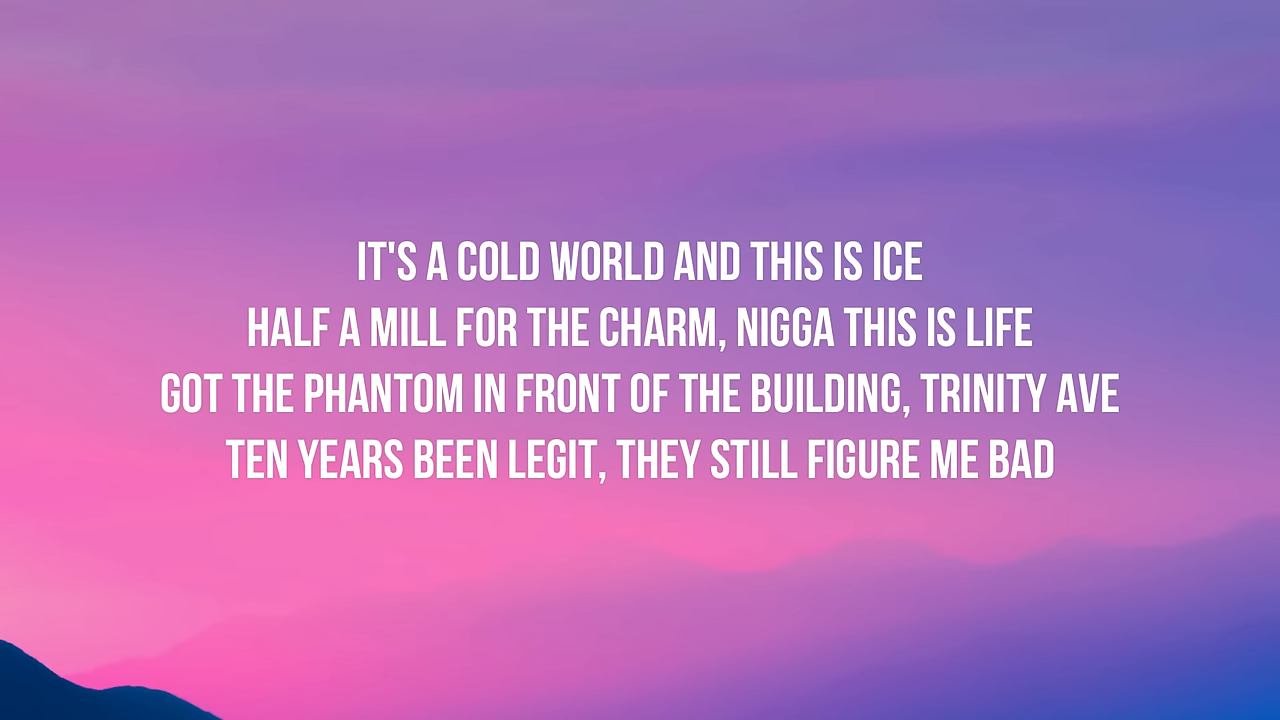 IT'S A COLD WORLD AND THIS IS ICE
HALF A MILL FOR THE CHARM, NIGGA THIS IS LIFE
GOT THE PHANTOM IN FRONT OF THE BUILDING, TRINITY AVE
TEN YEARS BEEN LEGIT, THEY STILL FIGURE ME BAD